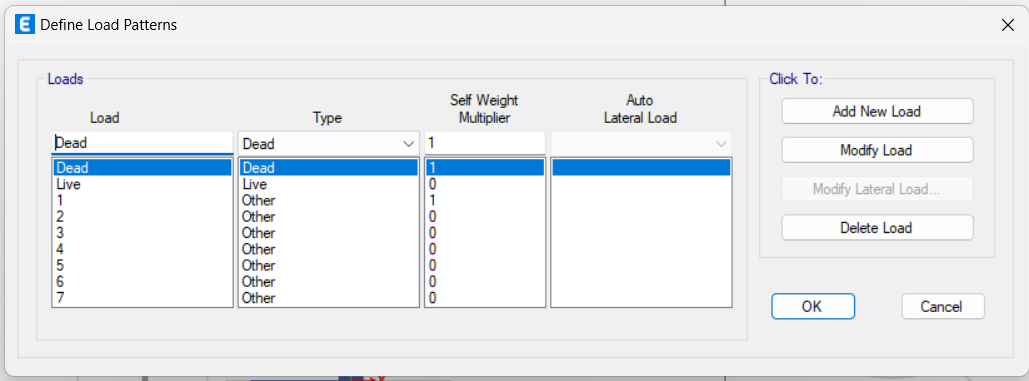 E Define Load Patterns
Loads
Click To:
Load Type Self Weight Multiplier Auto Lateral Load
Dead Dead 1
Dead Dead 1
Live Live 0
1 Other 1
2 Other 0
3 Other 0
4 Other 0
5 Other 0
6 Other 0
7 Other 0
Add New Load
Modify Load
Modify Lateral Load...
Delete Load
OK Cancel